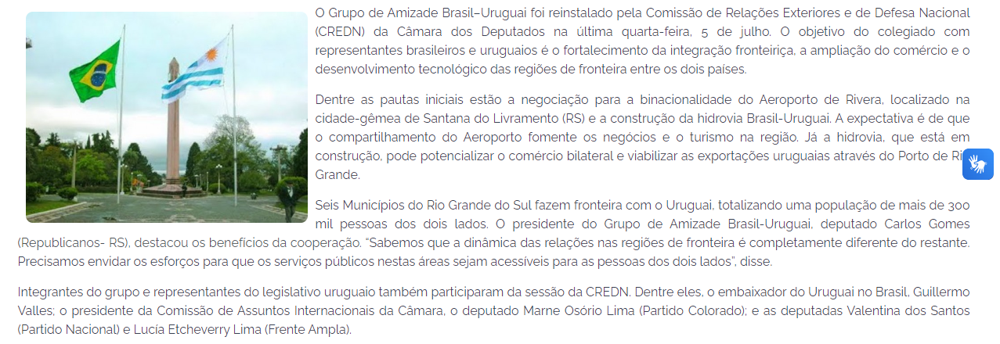 O Grupo de Amizade Brasil–Uruguai foi reinstalado pela Comissão de Relações Exteriores e de Defesa Nacional
(CREDN) da Câmara dos Deputados na última quarta-feira, 5 de julho. O objetivo do colegiado com
representantes brasileiros e uruguaios é o fortalecimento da integração fronteiriça, a ampliação do comércio e o
desenvolvimento tecnológico das regiões de fronteira entre os dois países.
Dentre as pautas iniciais estão a negociação para a binacionalidade do Aeroporto de Rivera, localizado na
cidade-gêmea de Santana do Livramento (RS) e a construção da hidrovia Brasil-Uruguai. A expectativa é de que
o compartilhamento do Aeroporto fomente os negócios e o turismo na região. Já a hidrovia, que está em
construção, pode potencializar o comércio bilateral e viabilizar as exportações uruguaias através do Porto de Ri
Grande.
Seis Municípios do Rio Grande do Sul fazem fronteira com o Uruguai, totalizando uma população de mais de 300
mil pessoas dos dois lados. O presidente do Grupo de Amizade Brasil-Uruguai, deputado Carlos Gomes
(Republicanos- RS), destacou os benefícios da cooperação. “Sabemos que a dinâmica das relações nas regiões de fronteira é completamente diferente do restante.
Precisamos envidar os esforços para que os serviços públicos nestas áreas sejam acessíveis para as pessoas dos dois lados”, disse.
Integrantes do grupo e representantes do legislativo uruguaio também participaram da sessão da CREDN. Dentre eles, o embaixador do Uruguai no Brasil, Guillermo
Valles; o presidente da Comissão de Assuntos Internacionais da Câmara, o deputado Marne Osório Lima (Partido Colorado); e as deputadas Valentina dos Santos
(Partido Nacional) e Lucía Etcheverry Lima (Frente Ampla).